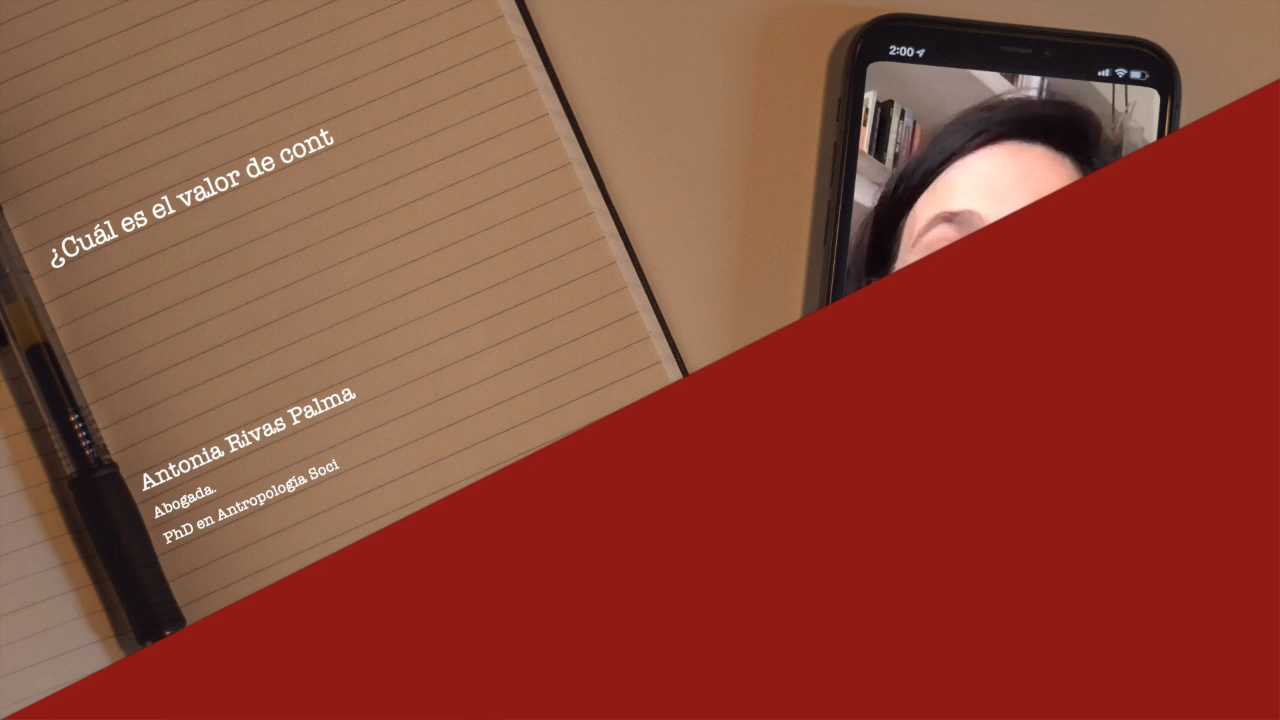 2:00
¿Cuál es el valor de cont
Antonia Rivas Palma
Abogada.
PhD en Antropología Soci